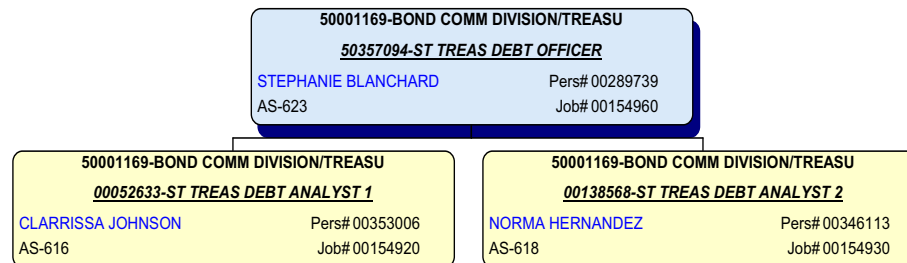 50001169-BOND COMM DIVISION/TREASU
50357094-ST TREAS DEBT OFFICER
STEPHANIE BLANCHARD Pers# 00289739
AS-623 Job# 00154960
50001169-BOND COMM DIVISION/TREASU
00052633-ST TREAS DEBT ANALYST 1
CLARRISSA JOHNSON Pers# 00353006
AS-616 Job# 00154920
50001169-BOND COMM DIVISION/TREASU
00138568-ST TREAS DEBT ANALYST 2
NORMA HERNANDEZ Pers# 00346113
AS-618 Job# 00154930